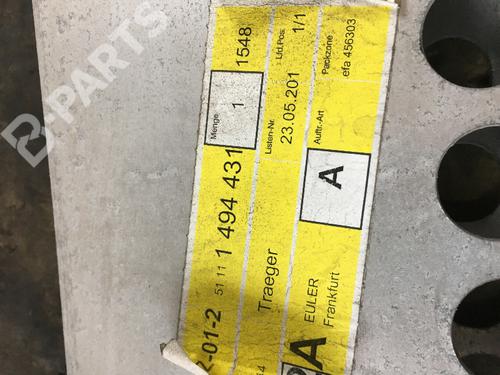 B-PARTS
2-01-2 51 11 1 494 431
Menge
1
1548
Traeger
Listen-Nr.
23.05.201
Lfd.Pos:
1/1
A
EULER
Frankfurt
Auftr.-Art
A
Packzone
efa 456303